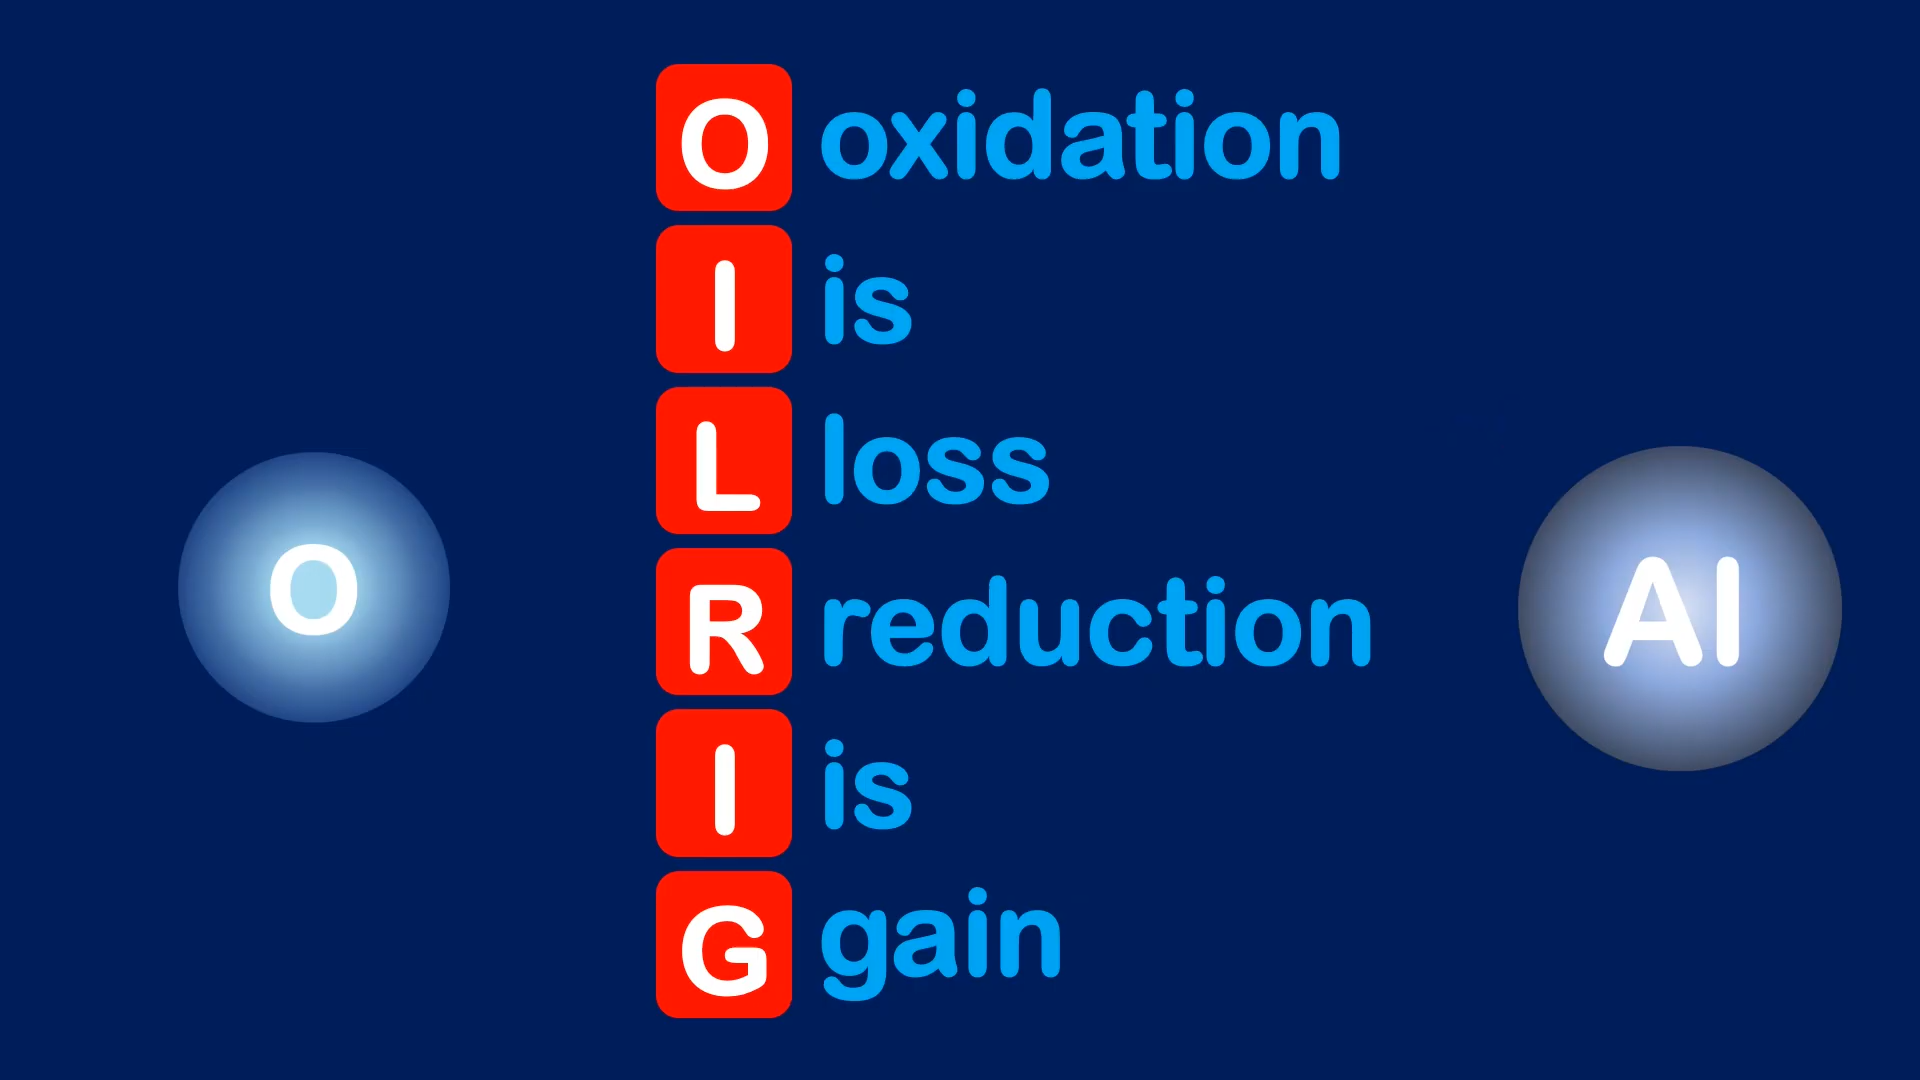 O oxidation
I is
L loss
R reduction
I is
G gain
O
Al